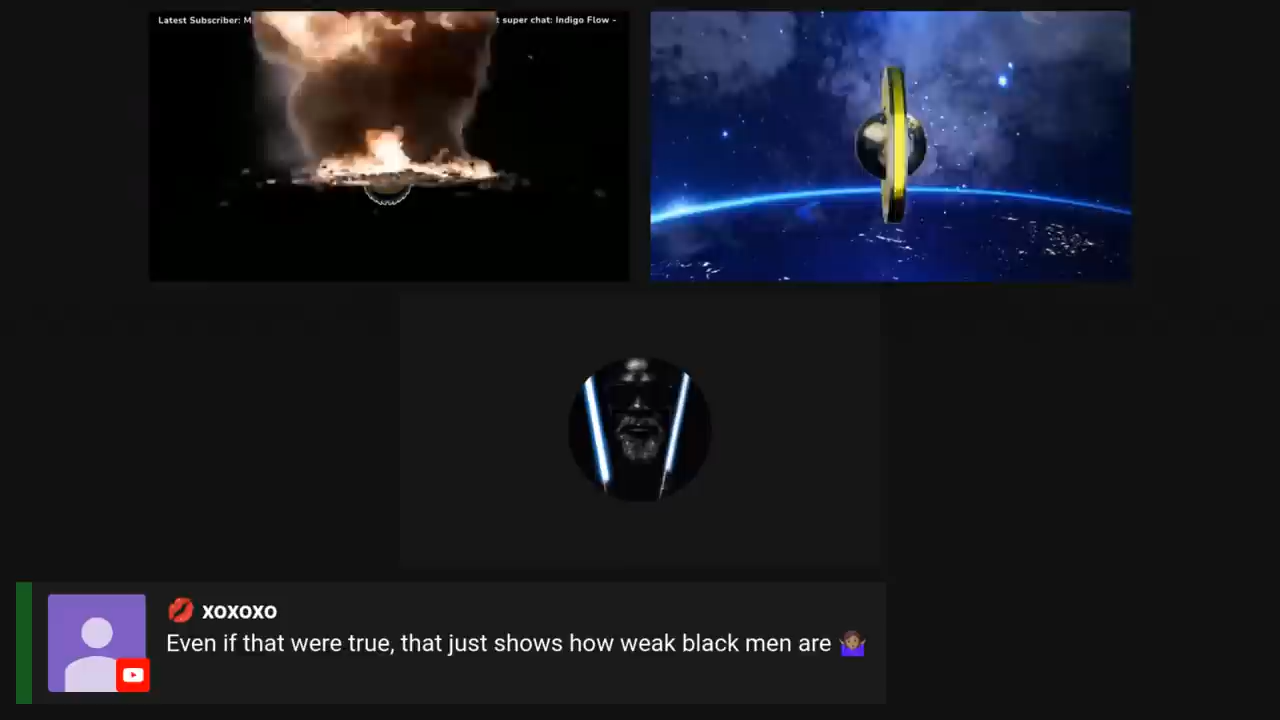 Latest Subscriber: M
t super chat: Indigo Flow -
💋 xoxoxo
Even if that were true, that just shows how weak black men are 🤷🏽‍♀️